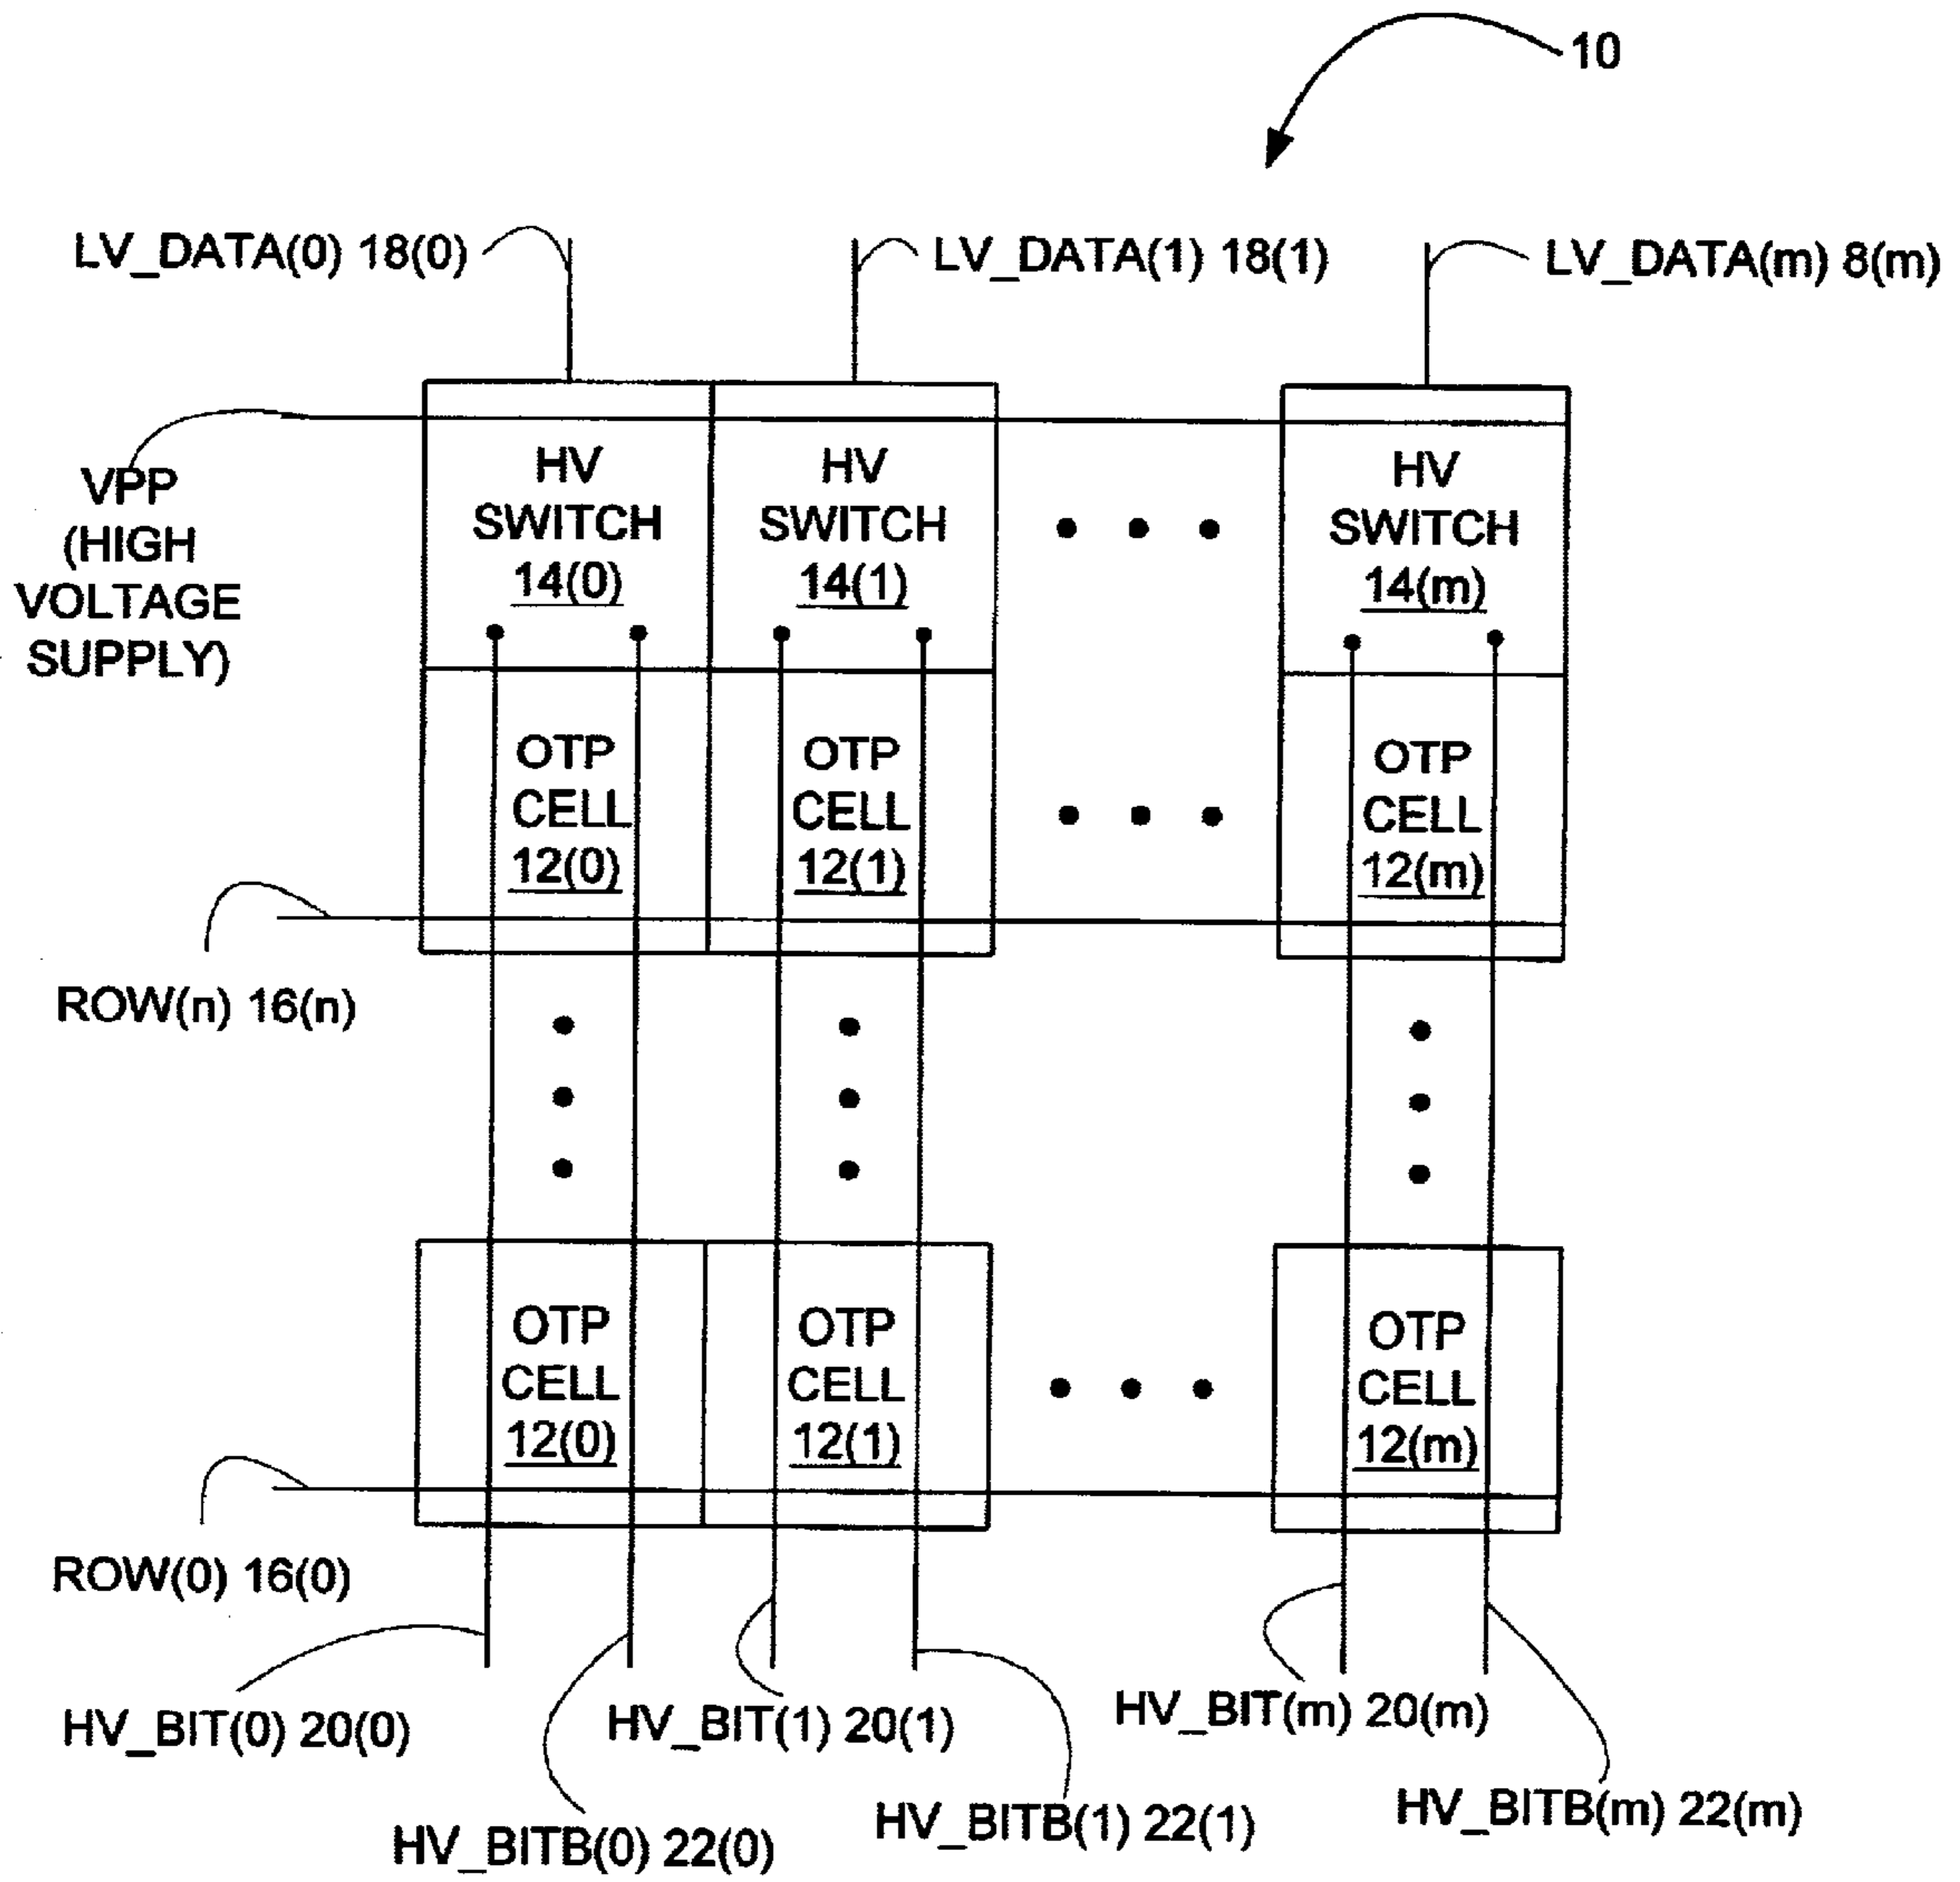 10
LV_DATA(0) 18(0)
LV_DATA(1) 18(1)
LV_DATA(m) 8(m)
VPP
(HIGH
VOLTAGE
SUPPLY)
HV
SWITCH
14(0)
HV
SWITCH
14(1)
HV
SWITCH
14(m)
OTP
CELL
12(0)
OTP
CELL
12(1)
OTP
CELL
12(m)
ROW(n) 16(n)
OTP
CELL
12(0)
OTP
CELL
12(1)
OTP
CELL
12(m)
ROW(0) 16(0)
HV_BIT(0) 20(0)
HV_BITB(0) 22(0)
HV_BIT(1) 20(1)
HV_BITB(1) 22(1)
HV_BIT(m) 20(m)
HV_BITB(m) 22(m)